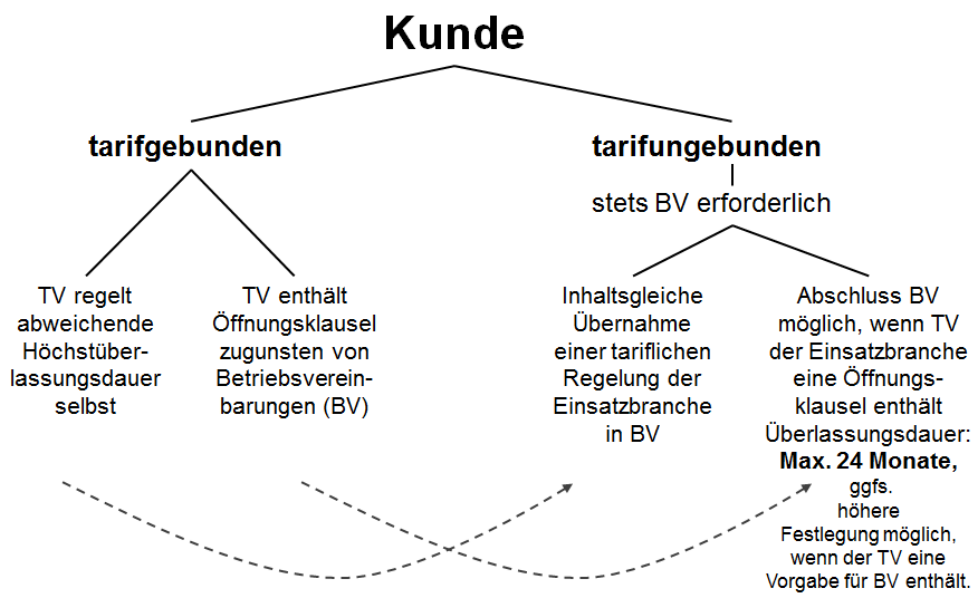 Kunde
tarifgebunden
tarifungebunden
stets BV erforderlich
TV regelt
abweichende
Höchstüber-
lassungsdauer
selbst
TV enthält
Öffnungsklausel
zugunsten von
Betriebsverein-
barungen (BV)
Inhaltsgleiche
Übernahme
einer tariflichen
Regelung der
Einsatzbranche
in BV
Abschluss BV
möglich, wenn TV
der Einsatzbranche
eine Öffnungs-
klausel enthält
Überlassungsdauer:
Max. 24 Monate,
ggfs.
höhere
Festlegung möglich,
wenn der TV eine
Vorgabe für BV enthält.